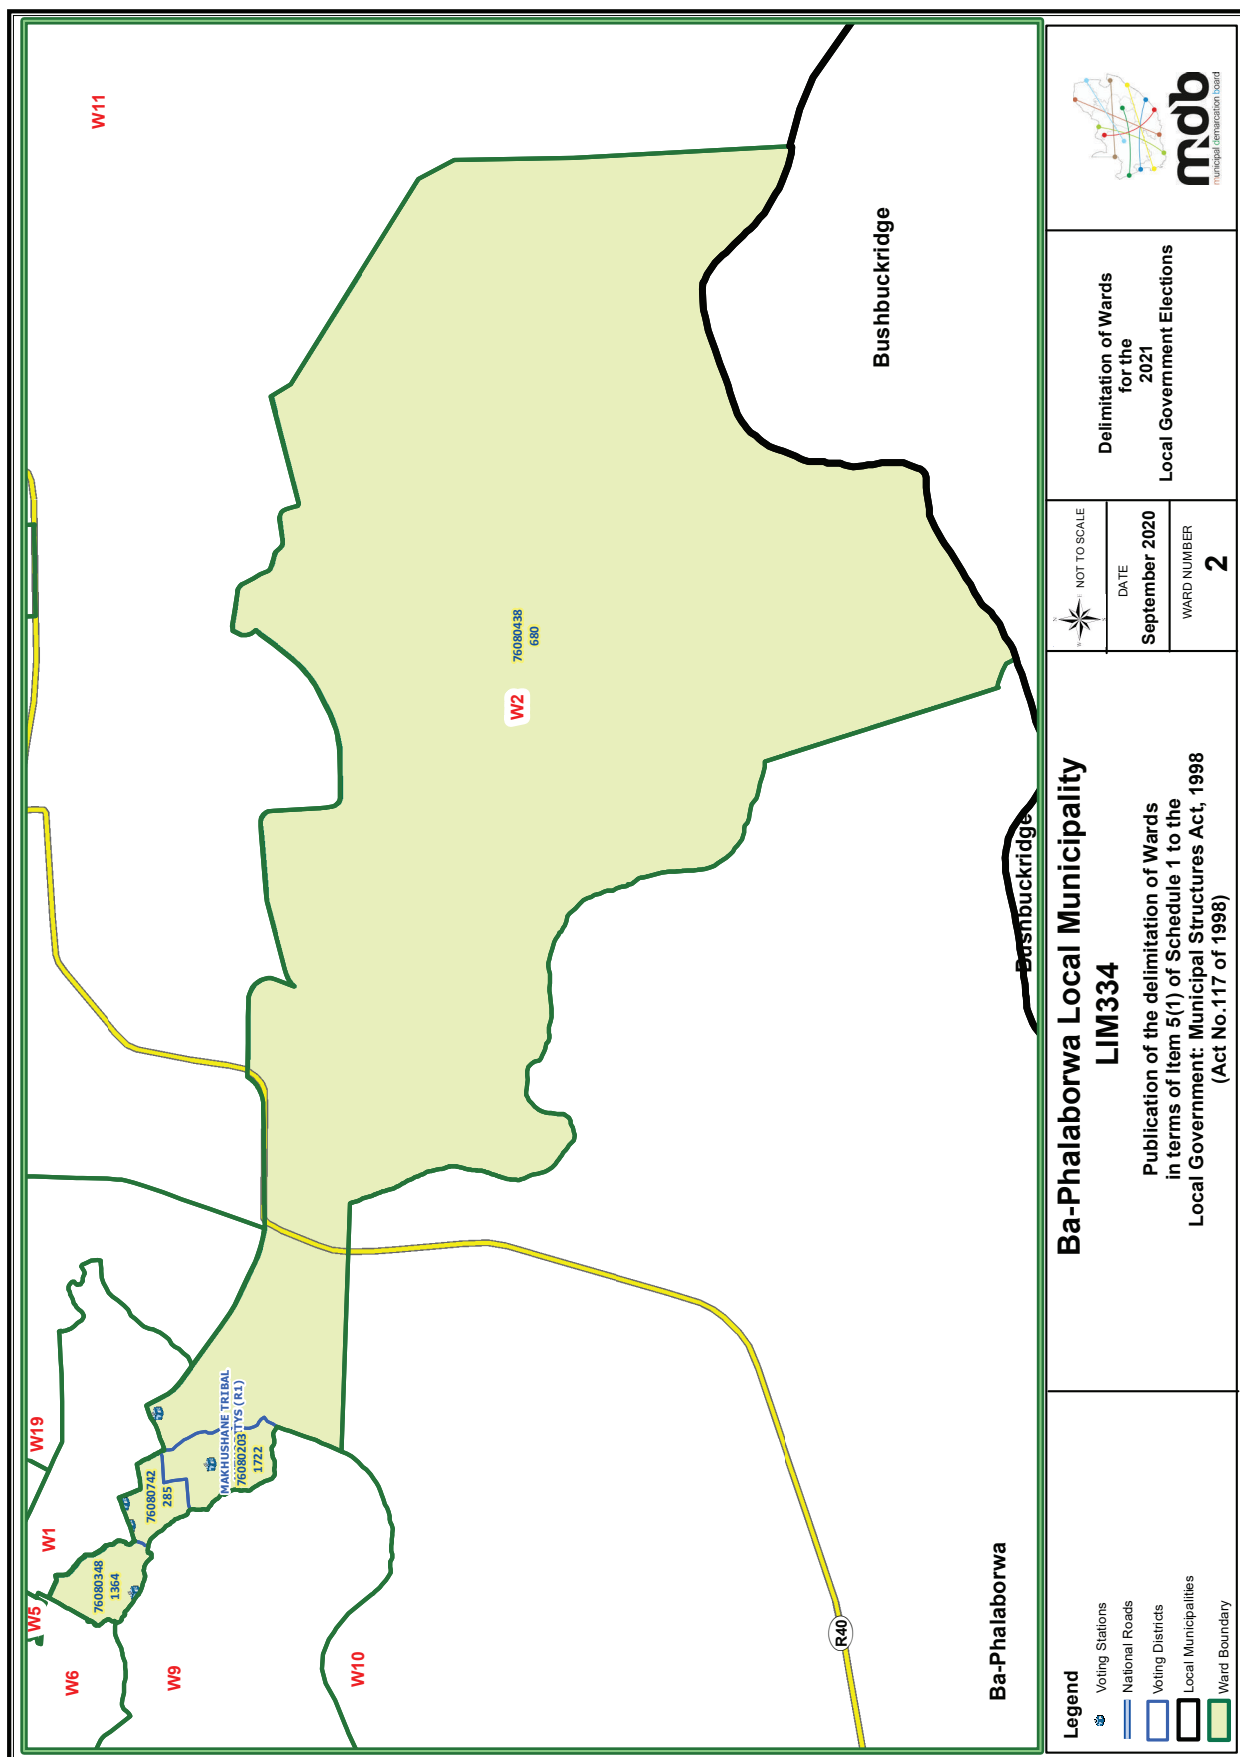 W11
W19
W1
W5
W6
W9
W10
W2
76080438
680
MAKHUSHANE TRIBAL
76080203
1722
76080742
285
76080348
1364
R40
Bushbuckridge
Bushbuckridge
Ba-Phalaborwa
Legend
Voting Stations
National Roads
Voting Districts
Local Municipalities
Ward Boundary
Ba-Phalaborwa Local Municipality
LIM334
Publication of the delimitation of Wards
in terms of Item 5(1) of Schedule 1 to the
Local Government: Municipal Structures Act, 1998
(Act No.117 of 1998)
N
W
E
S
NOT TO SCALE
DATE
September 2020
WARD NUMBER
2
Delimitation of Wards
for the
2021
Local Government Elections
mdb
municipal demarcation board